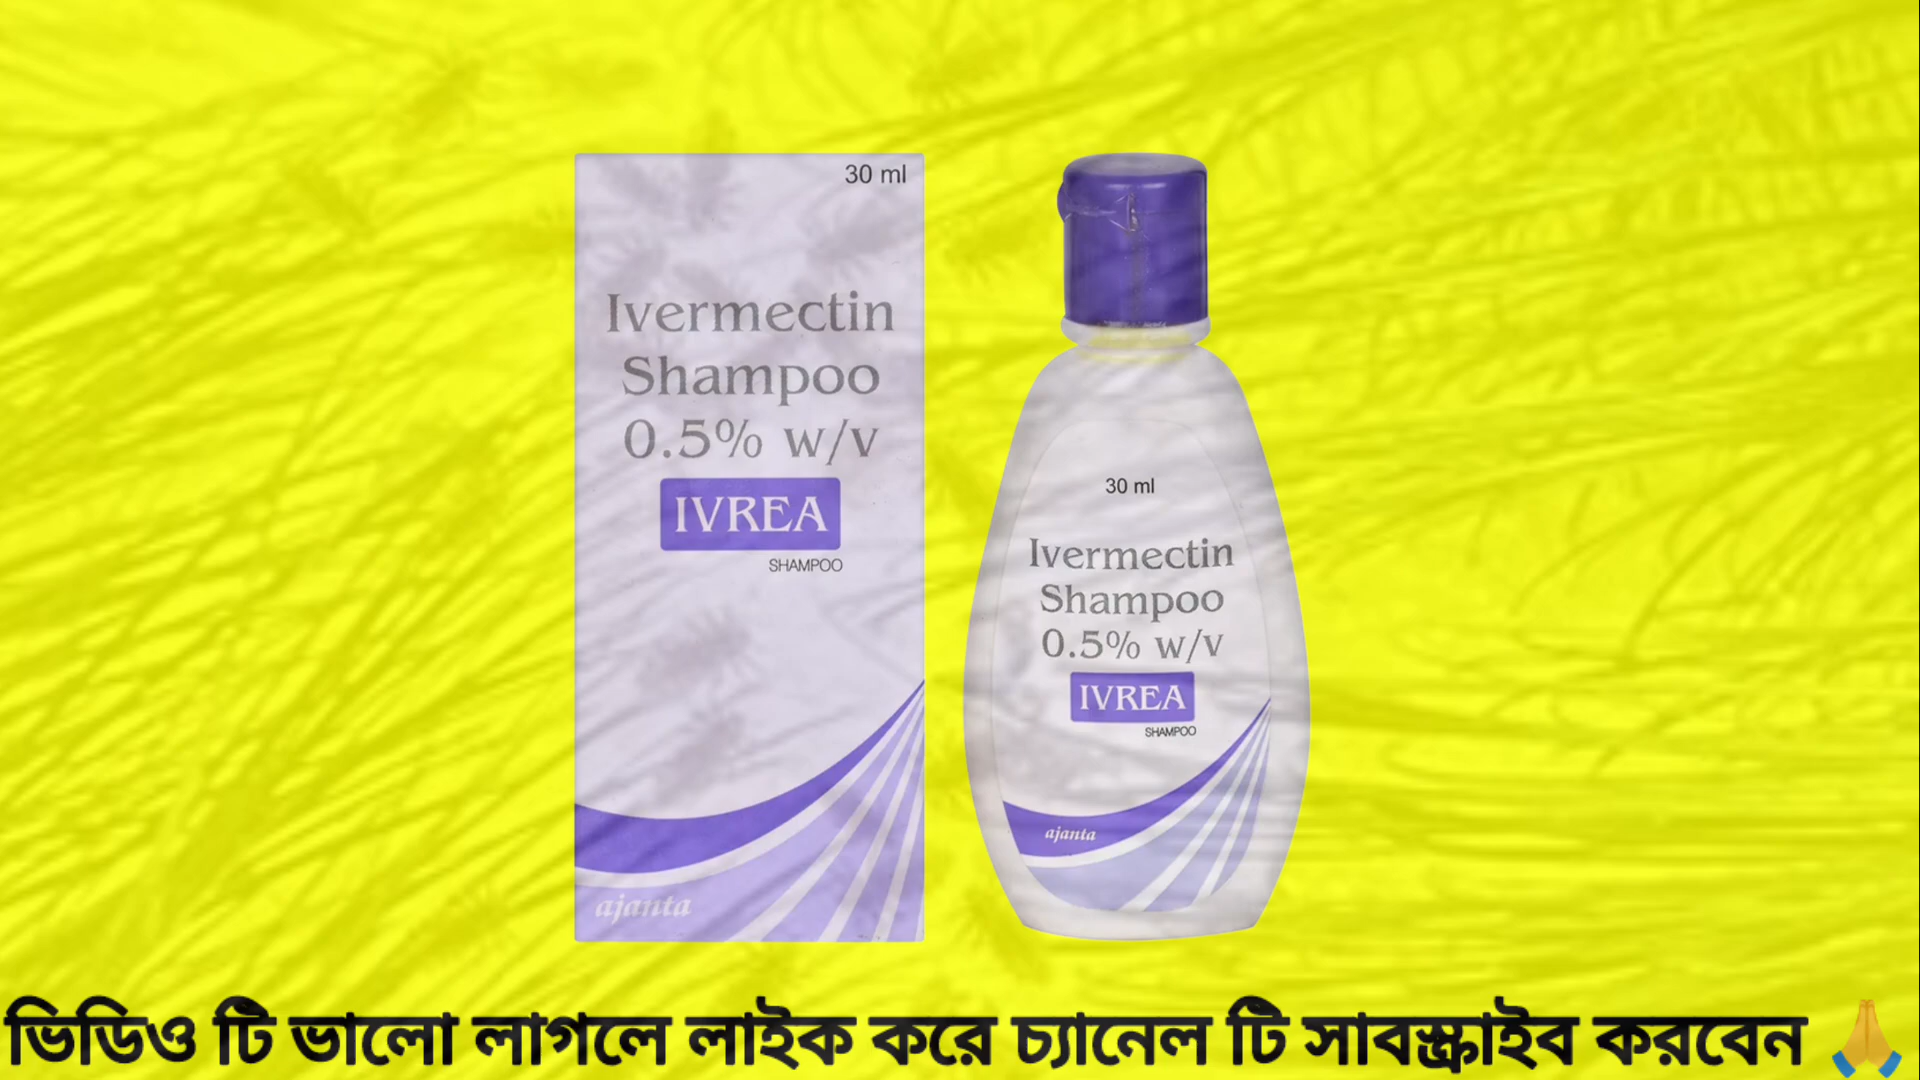 30 ml
Ivermectin
Shampoo
0.5% w/v
IVREA
SHAMPOO
ajanta
30 ml
Ivermectin
Shampoo
0.5% w/v
IVREA
SHAMPOO
ajanta
ভিডিও টি ভালো লাগলে লাইক করে চ্যানেল টি সাবস্ক্রাইব করবেন 🙏